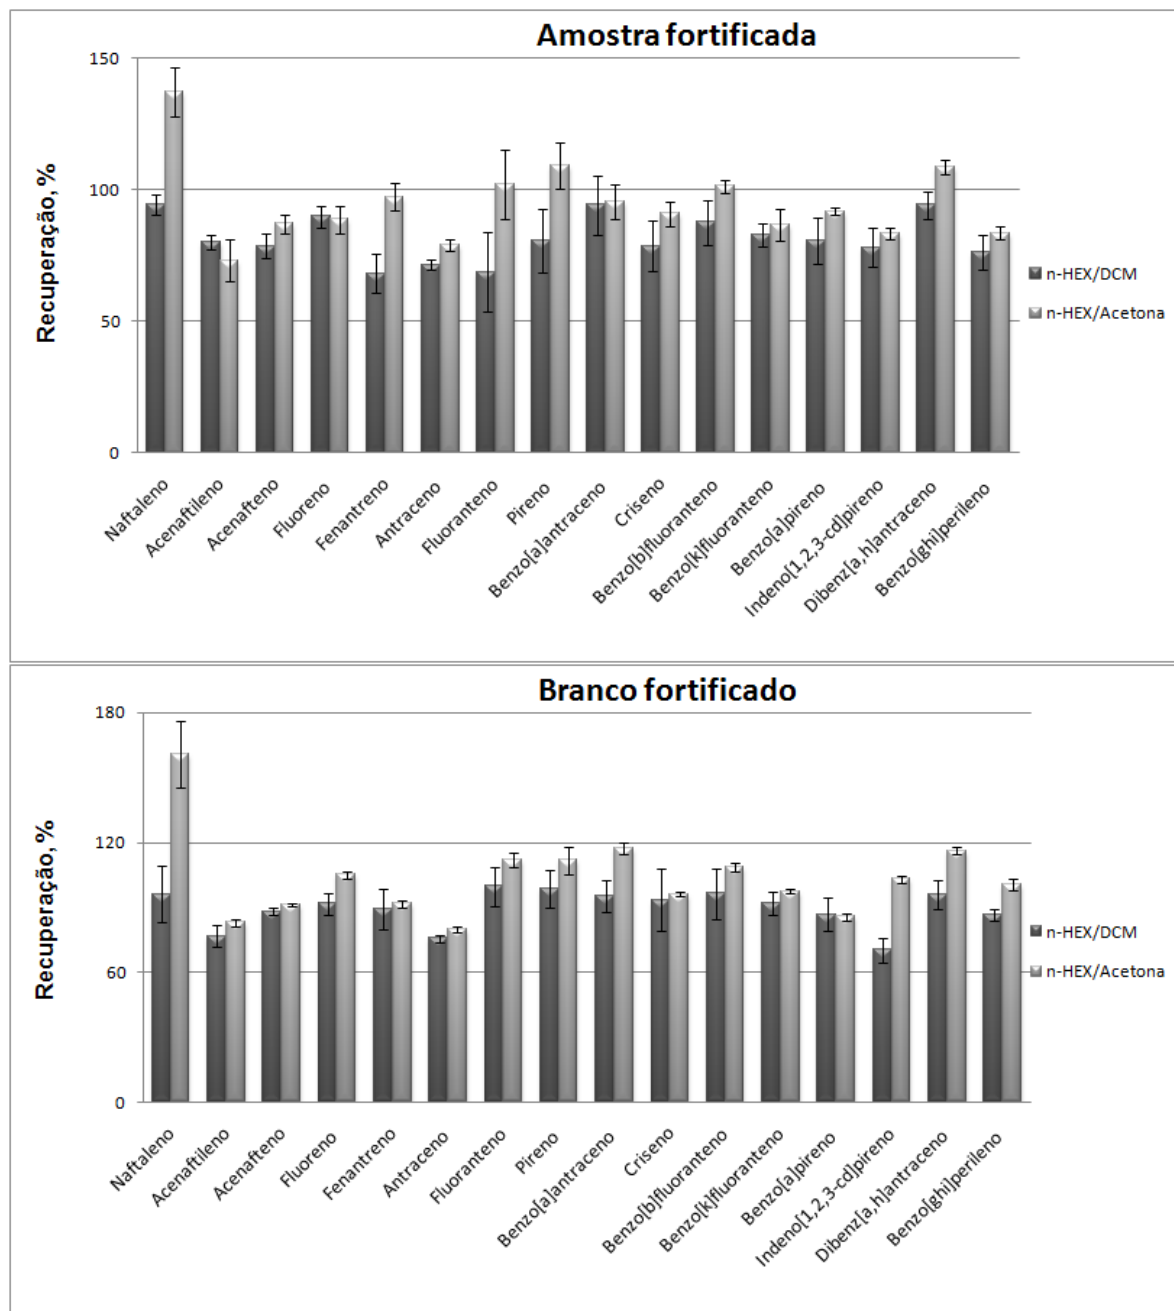 Amostra fortificada
Recuperação, %
150
100
50
0
Naftaleno
Acenaftileno
Acenafteno
Fluoreno
Fenantreno
Antraceno
Fluoranteno
Pireno
Benzo[a]antraceno
Criseno
Benzo[b]fluoranteno
Benzo[k]fluoranteno
Benzo[a]pireno
Indeno[1,2,3-cd]pireno
Dibenz[a,h]antraceno
Benzo[ghi]perileno
n-HEX/DCM
n-HEX/Acetona
Branco fortificado
Recuperação, %
180
120
60
0
Naftaleno
Acenaftileno
Acenafteno
Fluoreno
Fenantreno
Antraceno
Fluoranteno
Pireno
Benzo[a]antraceno
Criseno
Benzo[b]fluoranteno
Benzo[k]fluoranteno
Benzo[a]pireno
Indeno[1,2,3-cd]pireno
Dibenz[a,h]antraceno
Benzo[ghi]perileno
n-HEX/DCM
n-HEX/Acetona